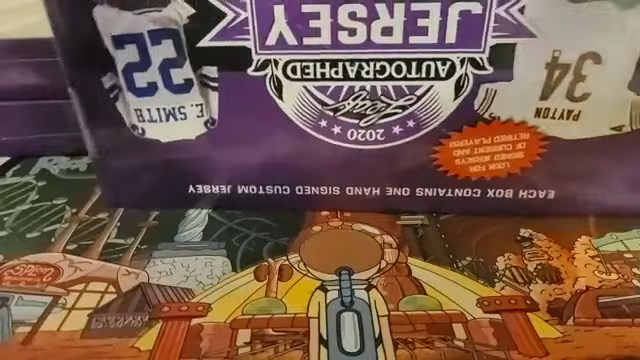 2020
Leaf
AUTOGRAPHED
JERSEY
E. SMITH
22
PAYTON
34
LOOK FOR
SIGNED JERSEYS
OF CURRENT AND
RETIRED PLAYERS!
EACH BOX CONTAINS ONE HAND SIGNED CUSTOM JERSEY